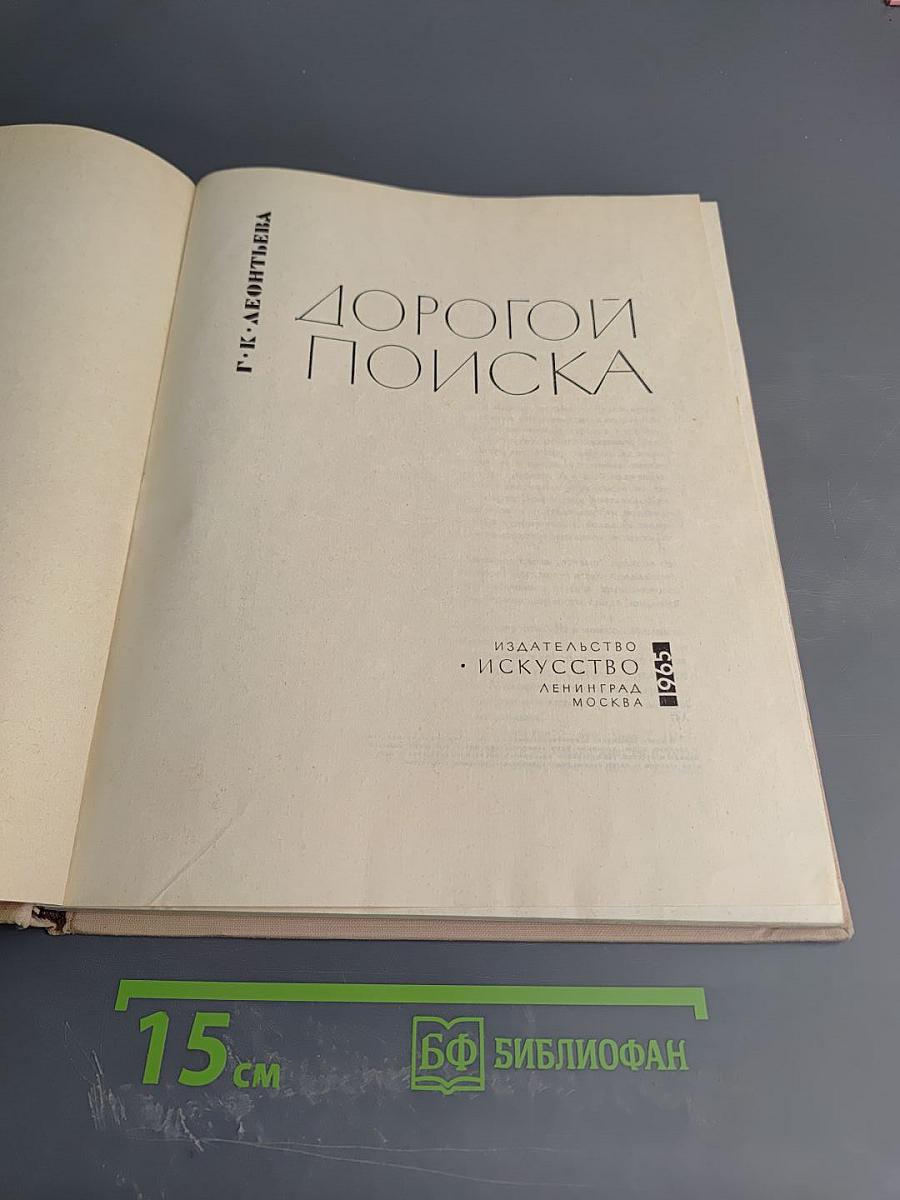 Г·К·ЛЕОНТЬЕВА
ДОРОГОЙ
ПОИСКА
ИЗДАТЕЛЬСТВО
·ИСКУССТВО
ЛЕНИНГРАД
МОСКВА
1965
15 см
БФ БИБЛИОФАН